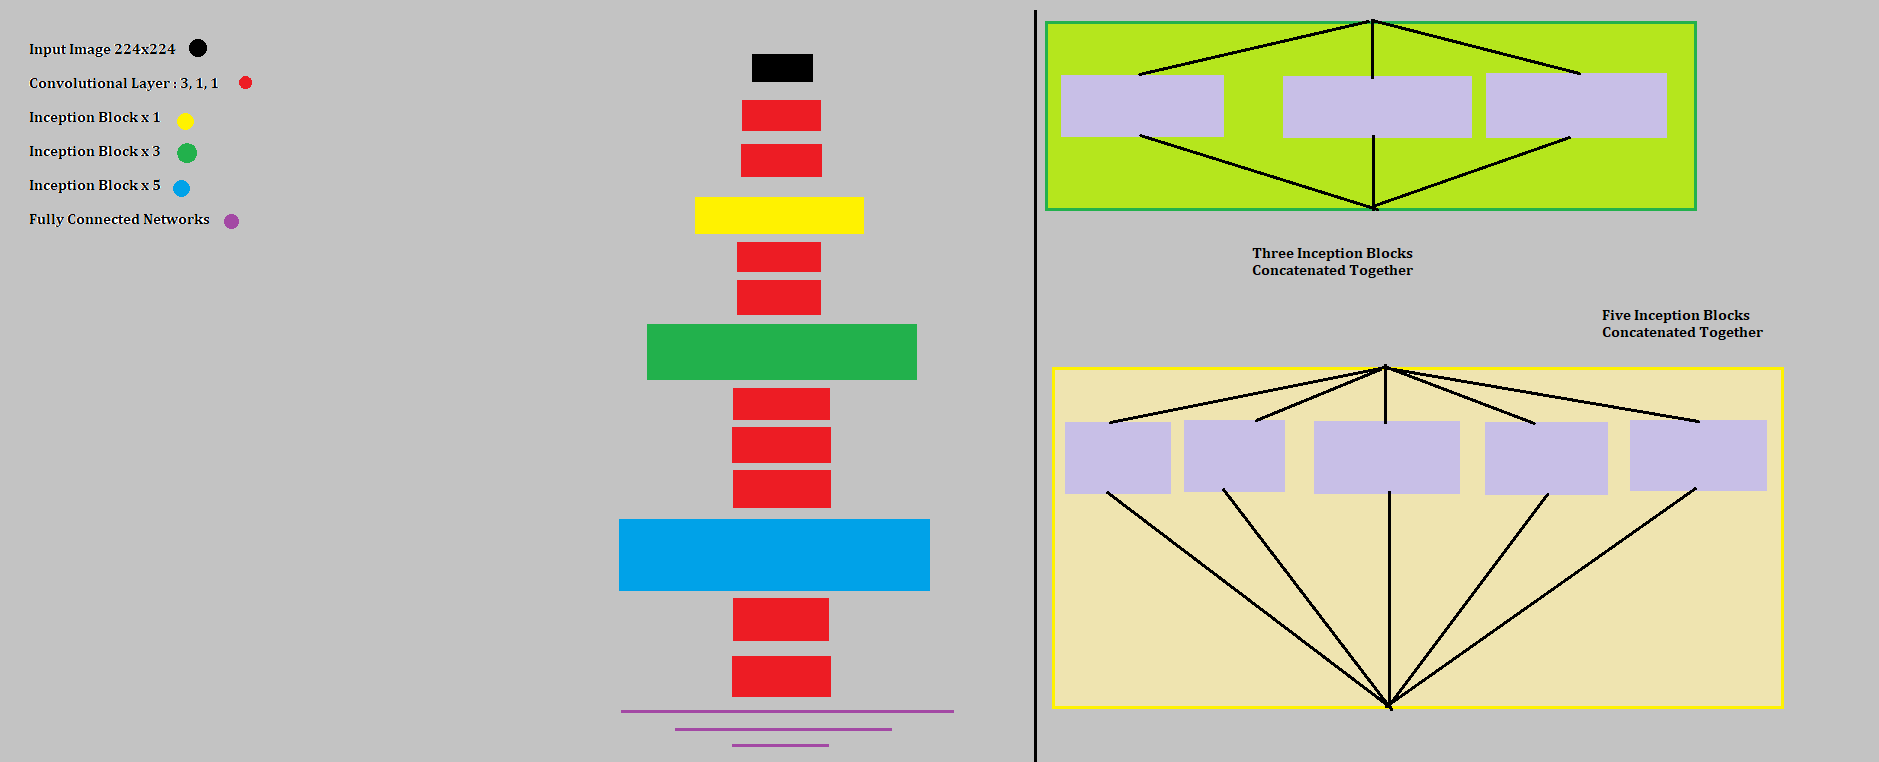 Input Image 224x224
Convolutional Layer : 3, 1, 1
Inception Block x 1
Inception Block x 3
Inception Block x 5
Fully Connected Networks
Three Inception Blocks
Concatenated Together
Five Inception Blocks
Concatenated Together